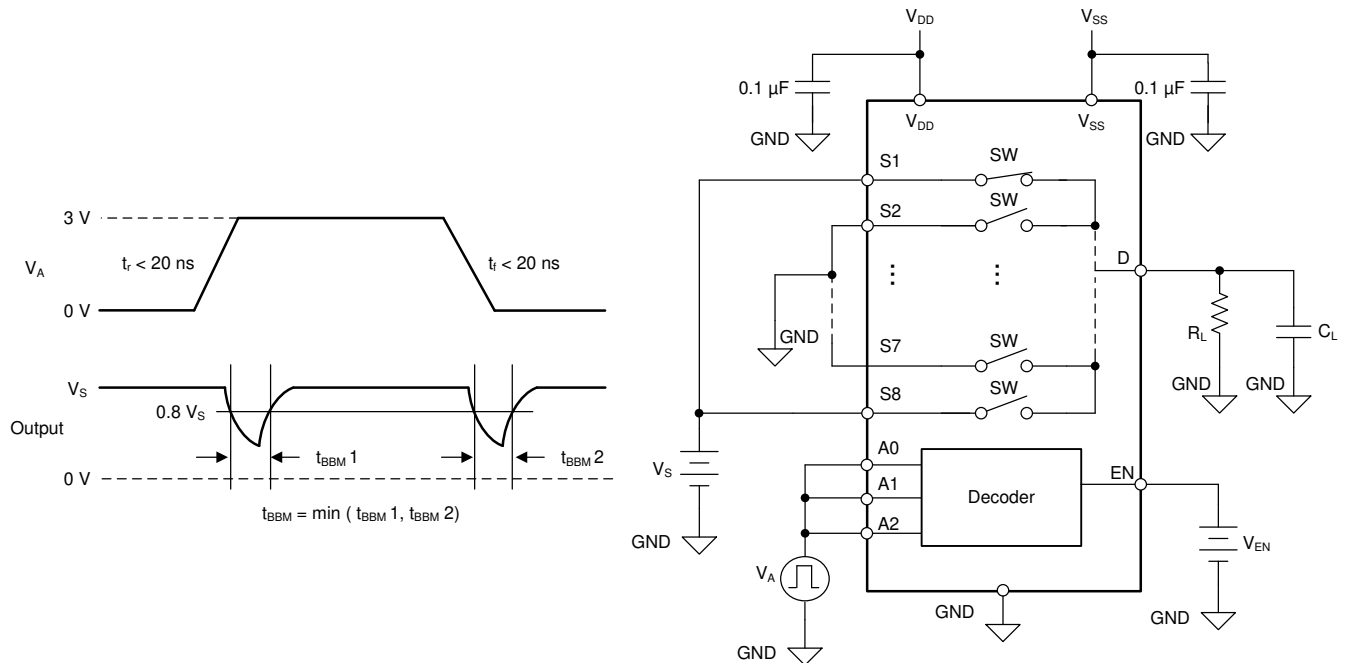 3 V
V_A
t_r < 20 ns
t_f < 20 ns
0 V
V_S
0.8 V_S
Output
t_BBM 1
t_BBM 2
0 V
t_BBM = min ( t_BBM 1, t_BBM 2)
V_DD
V_SS
0.1 µF
0.1 µF
V_DD
V_SS
GND
GND
S1
SW
S2
SW
D
GND
R_L
C_L
S7
SW
GND
GND
S8
SW
V_S
A0
A1
A2
Decoder
EN
GND
V_A
V_EN
GND
GND
GND